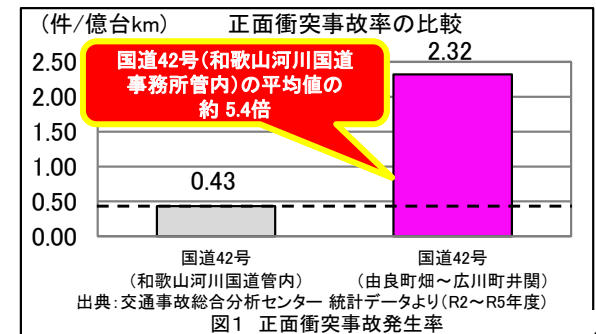 (件/億台km)　正面衝突事故率の比較
2.50
2.00
1.50
1.00
0.50
0.00
国道42号(和歌山河川国道
事務所管内)の平均値の
約 5.4倍
0.43
2.32
国道42号
(和歌山河川国道管内)
国道42号
(由良町畑～広川町井関)
出典:交通事故総合分析センター 統計データより(R2～R5年度)
図1 正面衝突事故発生率